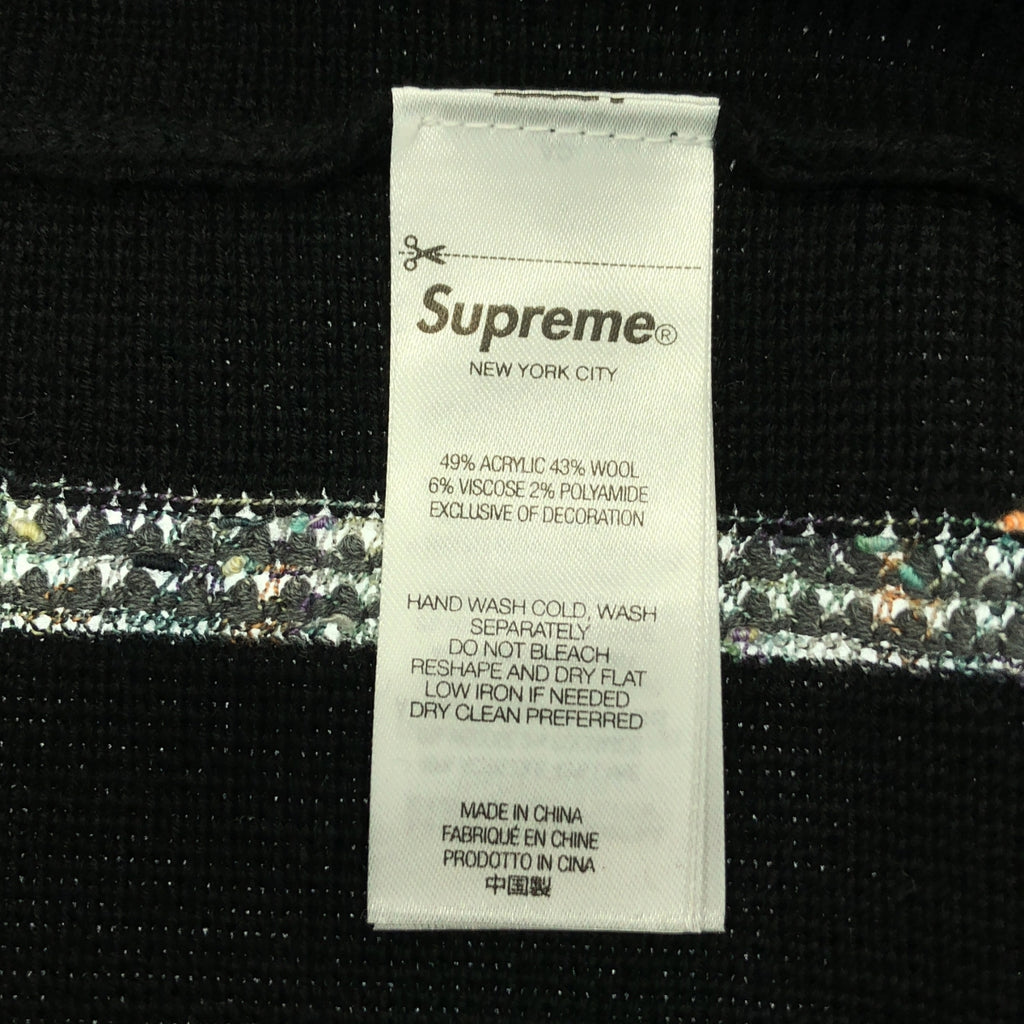 Supreme®
NEW YORK CITY
49% ACRYLIC 43% WOOL
6% VISCOSE 2% POLYAMIDE
EXCLUSIVE OF DECORATION
HAND WASH COLD, WASH
SEPARATELY
DO NOT BLEACH
RESHAPE AND DRY FLAT
LOW IRON IF NEEDED
DRY CLEAN PREFERRED
MADE IN CHINA
FABRIQUÉ EN CHINE
PRODOTTO IN CINA
中国製